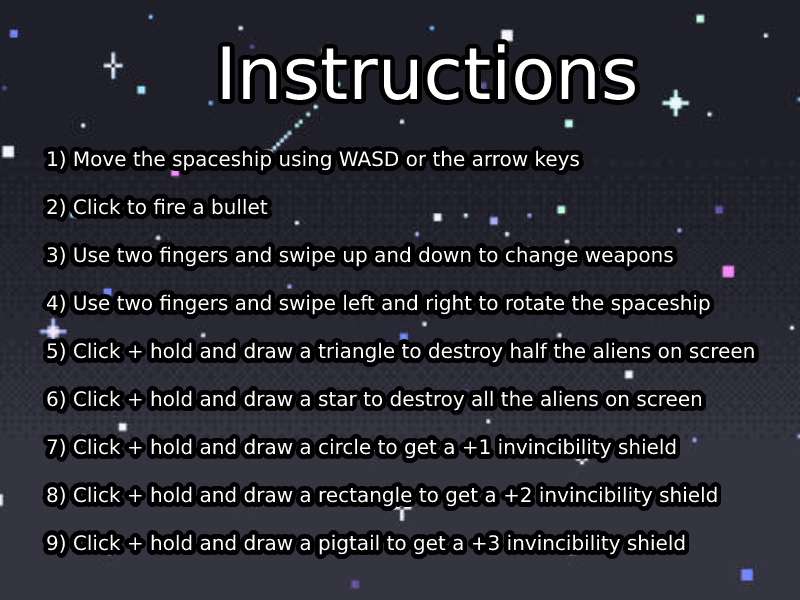 Instructions
1) Move the spaceship using WASD or the arrow keys
2) Click to fire a bullet
3) Use two fingers and swipe up and down to change weapons
4) Use two fingers and swipe left and right to rotate the spaceship
5) Click + hold and draw a triangle to destroy half the aliens on screen
6) Click + hold and draw a star to destroy all the aliens on screen
7) Click + hold and draw a circle to get a +1 invincibility shield
8) Click + hold and draw a rectangle to get a +2 invincibility shield
9) Click + hold and draw a pigtail to get a +3 invincibility shield